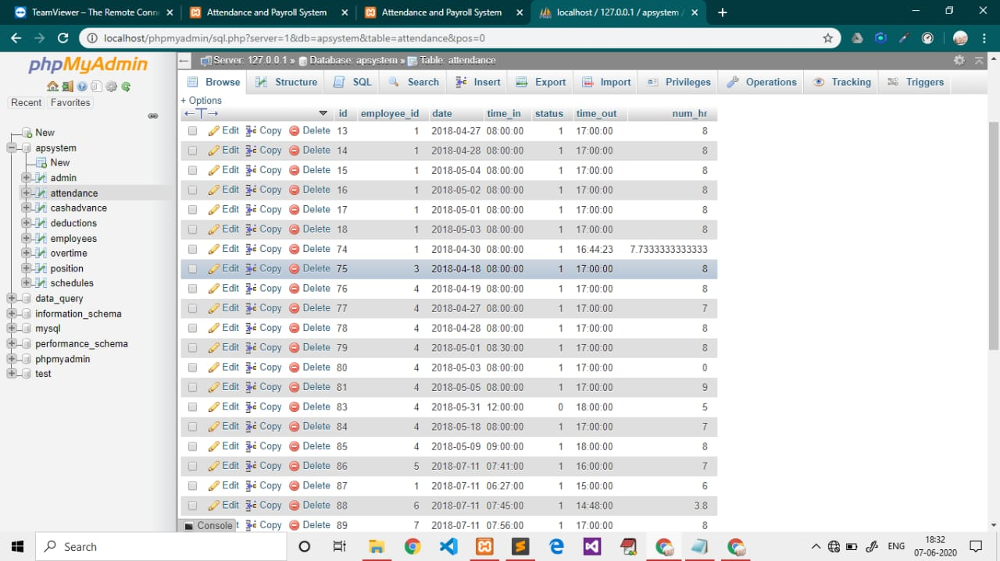 TeamViewer – The Remote Conne
Attendance and Payroll System
Attendance and Payroll System
localhost / 127.0.0.1 / apsystem /
localhost/phpmyadmin/sql.php?server=1&db=apsystem&table=attendance&pos=0
phpMyAdmin
Recent Favorites
New
apsystem
New
admin
attendance
cashadvance
deductions
employees
overtime
position
schedules
data_query
information_schema
mysql
performance_schema
phpmyadmin
test
Server: 127.0.0.1 » Database: apsystem » Table: attendance
Browse Structure SQL Search Insert Export Import Privileges Operations Tracking Triggers
+ Options
←T→ ▼ id employee_id date time_in status time_out num_hr
Edit Copy Delete 13 1 2018-04-27 08:00:00 1 17:00:00 8
Edit Copy Delete 14 1 2018-04-28 08:00:00 1 17:00:00 8
Edit Copy Delete 15 1 2018-05-04 08:00:00 1 17:00:00 8
Edit Copy Delete 16 1 2018-05-02 08:00:00 1 17:00:00 8
Edit Copy Delete 17 1 2018-05-01 08:00:00 1 17:00:00 8
Edit Copy Delete 18 1 2018-05-03 08:00:00 1 17:00:00 8
Edit Copy Delete 74 1 2018-04-30 08:00:00 1 16:44:23 7.7333333333333
Edit Copy Delete 75 3 2018-04-18 08:00:00 1 17:00:00 8
Edit Copy Delete 76 4 2018-04-19 08:00:00 1 17:00:00 8
Edit Copy Delete 77 4 2018-04-27 08:00:00 1 17:00:00 7
Edit Copy Delete 78 4 2018-04-28 08:00:00 1 17:00:00 8
Edit Copy Delete 79 4 2018-05-01 08:30:00 1 17:00:00 8
Edit Copy Delete 80 4 2018-05-03 08:00:00 1 17:00:00 0
Edit Copy Delete 81 4 2018-05-05 08:00:00 1 17:00:00 9
Edit Copy Delete 83 4 2018-05-31 12:00:00 0 18:00:00 5
Edit Copy Delete 84 4 2018-05-18 08:00:00 1 17:00:00 7
Edit Copy Delete 85 4 2018-05-09 09:00:00 1 18:00:00 8
Edit Copy Delete 86 5 2018-07-11 07:41:00 1 16:00:00 7
Edit Copy Delete 87 1 2018-07-11 06:27:00 1 15:00:00 6
Edit Copy Delete 88 6 2018-07-11 07:45:00 1 14:48:00 3.8
Console t Copy Delete 89 7 2018-07-11 07:56:00 1 17:00:00 8
Search
ENG
18:32
07-06-2020